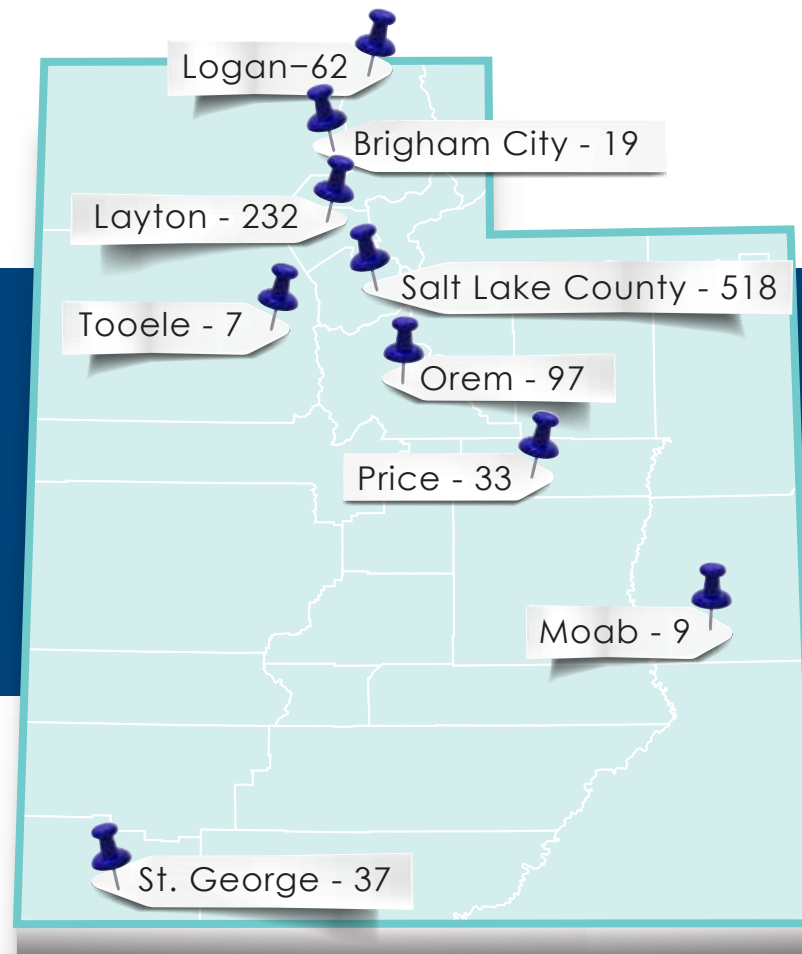 Logan–62
Brigham City - 19
Layton - 232
Salt Lake County - 518
Tooele - 7
Orem - 97
Price - 33
Moab - 9
St. George - 37